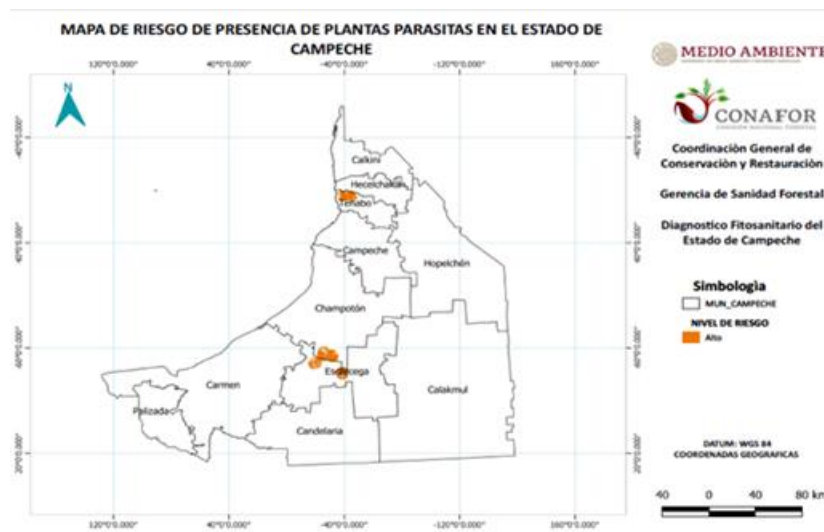 MAPA DE RIESGO DE PRESENCIA DE PLANTAS PARASITAS EN EL ESTADO DE
CAMPECHE
120°0'0.000"
40°0'0.000"
-40°0'0.000"
-120°0'0.000"
160°0'0.000"
N
Calkini
Hecelchakán
Tenabo
Campeche
Hopelchén
Champotón
Escárcega
Carmen
Calakmul
Palizada
Candelaria
120°0'0.000"
40°0'0.000"
-40°0'0.000"
-120°0'0.000"
160°0'0.000"
MEDIO AMBIENTE
CONAFOR
COMISIÓN NACIONAL FORESTAL
Coordinación General de
Conservación y Restauración
Gerencia de Sanidad Forestal
Diagnostico Fitosanitario del
Estado de Campeche
Simbologìa
MUN_CAMPECHE
NIVEL DE RIESGO
Alto
DATUM: WGS 84
COORDENADAS GEOGRAFICAS
40 0 40 80 km